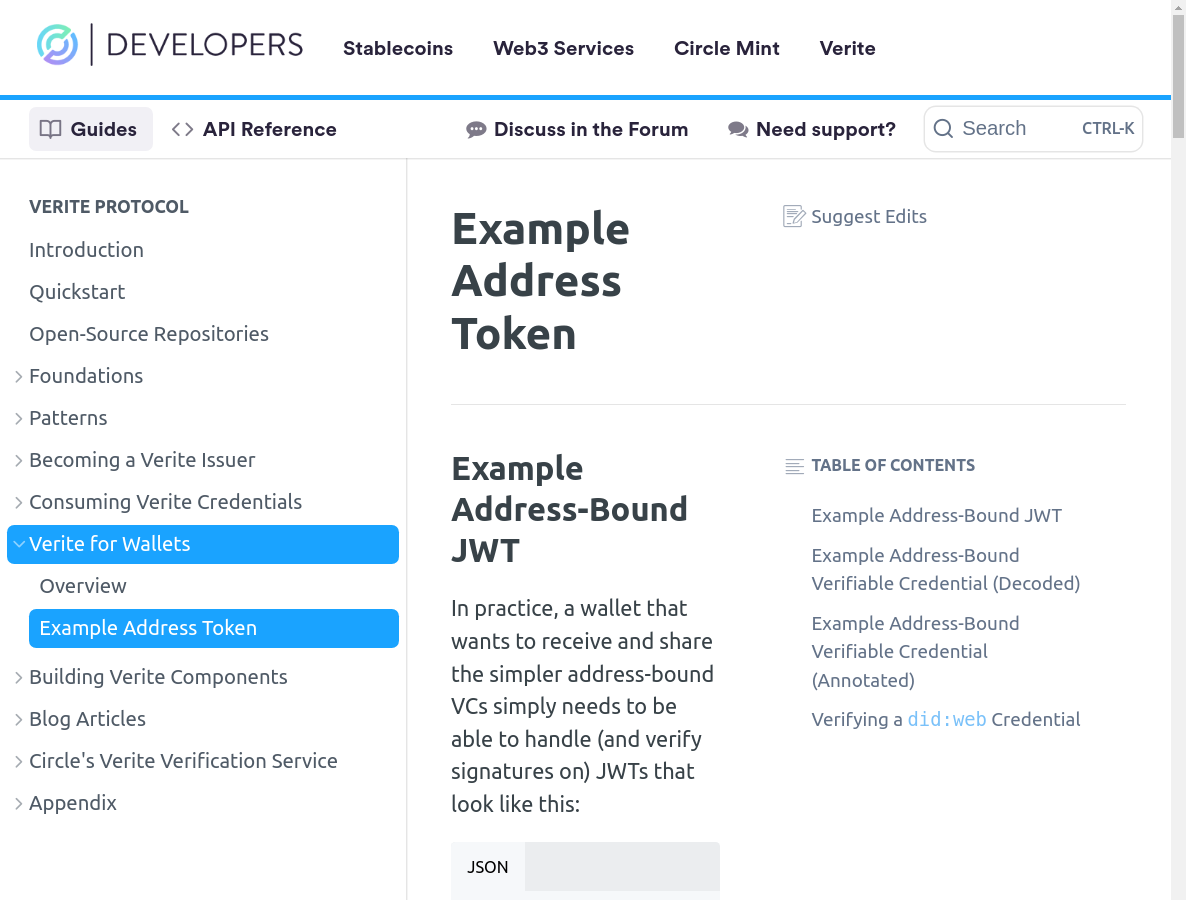 DEVELOPERS
Stablecoins
Web3 Services
Circle Mint
Verite
Guides
API Reference
Discuss in the Forum
Need support?
Search
CTRL-K
VERITE PROTOCOL
Introduction
Quickstart
Open-Source Repositories
Foundations
Patterns
Becoming a Verite Issuer
Consuming Verite Credentials
Verite for Wallets
Overview
Example Address Token
Building Verite Components
Blog Articles
Circle's Verite Verification Service
Appendix
Example
Address
Token
Suggest Edits
Example
Address-Bound
JWT
In practice, a wallet that
wants to receive and share
the simpler address-bound
VCs simply needs to be
able to handle (and verify
signatures on) JWTs that
look like this:
JSON
TABLE OF CONTENTS
Example Address-Bound JWT
Example Address-Bound
Verifiable Credential (Decoded)
Example Address-Bound
Verifiable Credential
(Annotated)
Verifying a did:web Credential